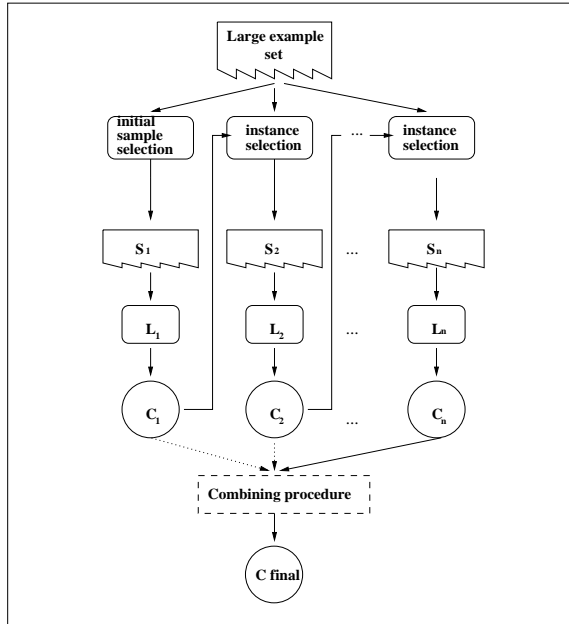 Large example
set
initial
sample
selection
instance
selection
...
instance
selection
S1
S2
...
Sn
L1
L2
...
Ln
C1
C2
...
Cn
Combining procedure
C final